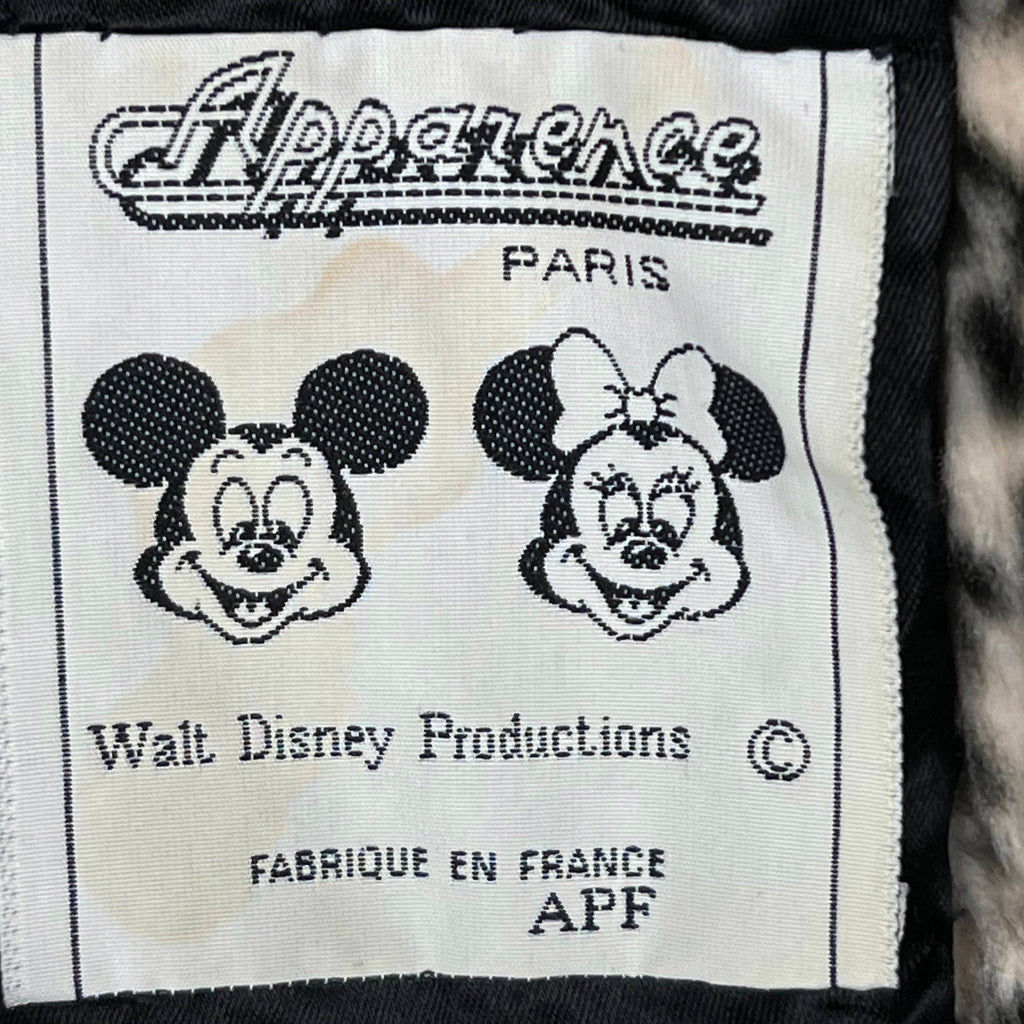 Apparence
PARIS
Walt Disney Productions ©
FABRIQUE EN FRANCE
APF